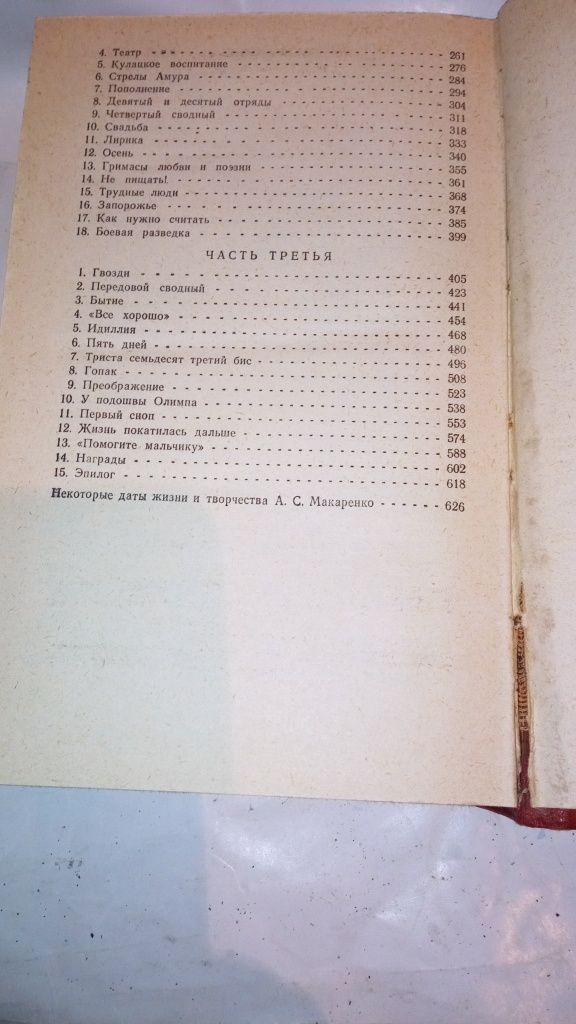 4. Театр - - - - - - - - - - - - - - - - 261
5. Кулацкое воспитание - - - - - - - - - - - - - - - - 276
6. Стрелы Амура - - - - - - - - - - - - - - - - 284
7. Пополнение - - - - - - - - - - - - - - - - 294
8. Девятый и десятый отряды - - - - - - - - - - - - - - - - 304
9. Четвертый сводный - - - - - - - - - - - - - - - - 311
10. Свадьба - - - - - - - - - - - - - - - - 318
11. Лирика - - - - - - - - - - - - - - - - 333
12. Осень - - - - - - - - - - - - - - - - 340
13. Гримасы любви и поэзии - - - - - - - - - - - - - - - - 355
14. Не пищать! - - - - - - - - - - - - - - - - 361
15. Трудные люди - - - - - - - - - - - - - - - - 368
16. Запорожье - - - - - - - - - - - - - - - - 374
17. Как нужно считать - - - - - - - - - - - - - - - - 385
18. Боевая разведка - - - - - - - - - - - - - - - - 399
ЧАСТЬ ТРЕТЬЯ
1. Гвозди - - - - - - - - - - - - - - - - 405
2. Передовой сводный - - - - - - - - - - - - - - - - 423
3. Бытие - - - - - - - - - - - - - - - - 441
4. «Все хорошо» - - - - - - - - - - - - - - - - 454
5. Идиллия - - - - - - - - - - - - - - - - 468
6. Пять дней - - - - - - - - - - - - - - - - 480
7. Триста семьдесят третий бис - - - - - - - - - - - - - - 496
8. Гопак - - - - - - - - - - - - - - - - 508
9. Преображение - - - - - - - - - - - - - - - - 523
10. У подошвы Олимпа - - - - - - - - - - - - - - - - 538
11. Первый сноп - - - - - - - - - - - - - - - - 553
12. Жизнь покатилась дальше - - - - - - - - - - - - - - - - 574
13. «Помогите мальчику» - - - - - - - - - - - - - - - - 588
14. Награды - - - - - - - - - - - - - - - - 602
15. Эпилог - - - - - - - - - - - - - - - - 618
Некоторые даты жизни и творчества А. С. Макаренко - - - - - - 626